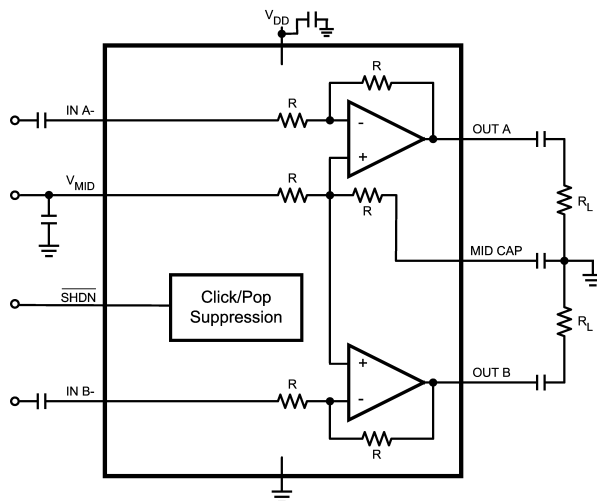 VDD
R
IN A-
R
-
OUT A
+
VMID
R
R
RL
MID CAP
SHDN
Click/Pop
Suppression
RL
+
OUT B
IN B-
R
-
R